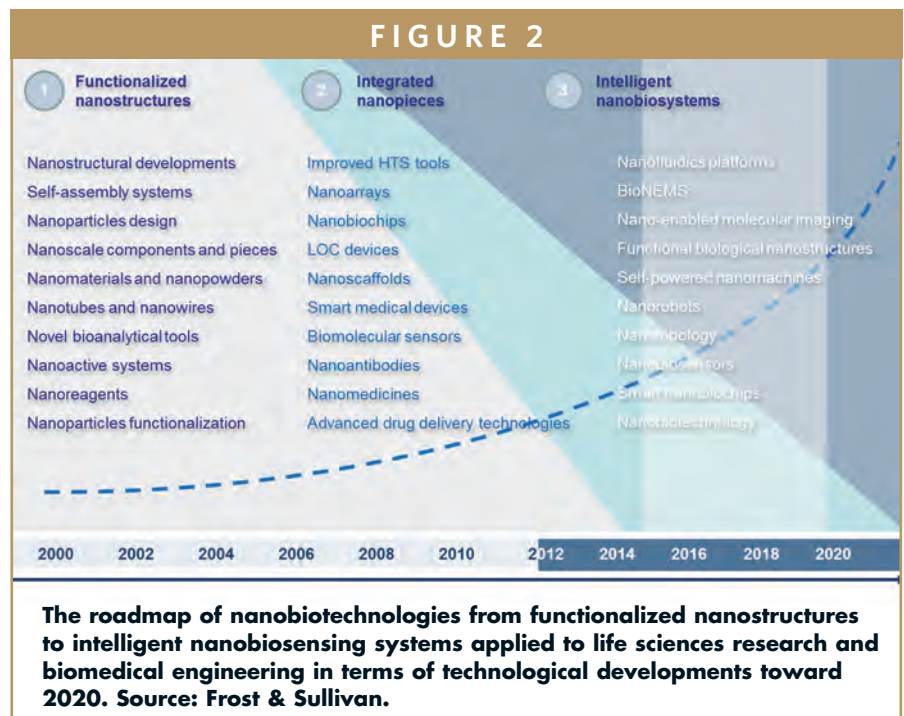 FIGURE 2
1 Functionalized
nanostructures
2 Integrated
nanopieces
3 Intelligent
nanobiosystems
Nanostructural developments
Self-assembly systems
Nanoparticles design
Nanoscale components and pieces
Nanomaterials and nanopowders
Nanotubes and nanowires
Novel bioanalytical tools
Nanoactive systems
Nanoreagents
Nanoparticles functionalization
Improved HTS tools
Nanoarrays
Nanobiochips
LOC devices
Nanoscaffolds
Smart medical devices
Biomolecular sensors
Nanoantibodies
Nanomedicines
Advanced drug delivery technologies
Nanofluidics platforms
BioNEMS
Nano-enabled molecular imaging
Functional biological nanostructures
Self-powered nanomachines
Nanorobots
Smart
2000 2002 2004 2006 2008 2010 2012 2014 2016 2018 2020
The roadmap of nanobiotechnologies from functionalized nanostructures
to intelligent nanobiosensing systems applied to life sciences research and
biomedical engineering in terms of technological developments toward
2020. Source: Frost & Sullivan.